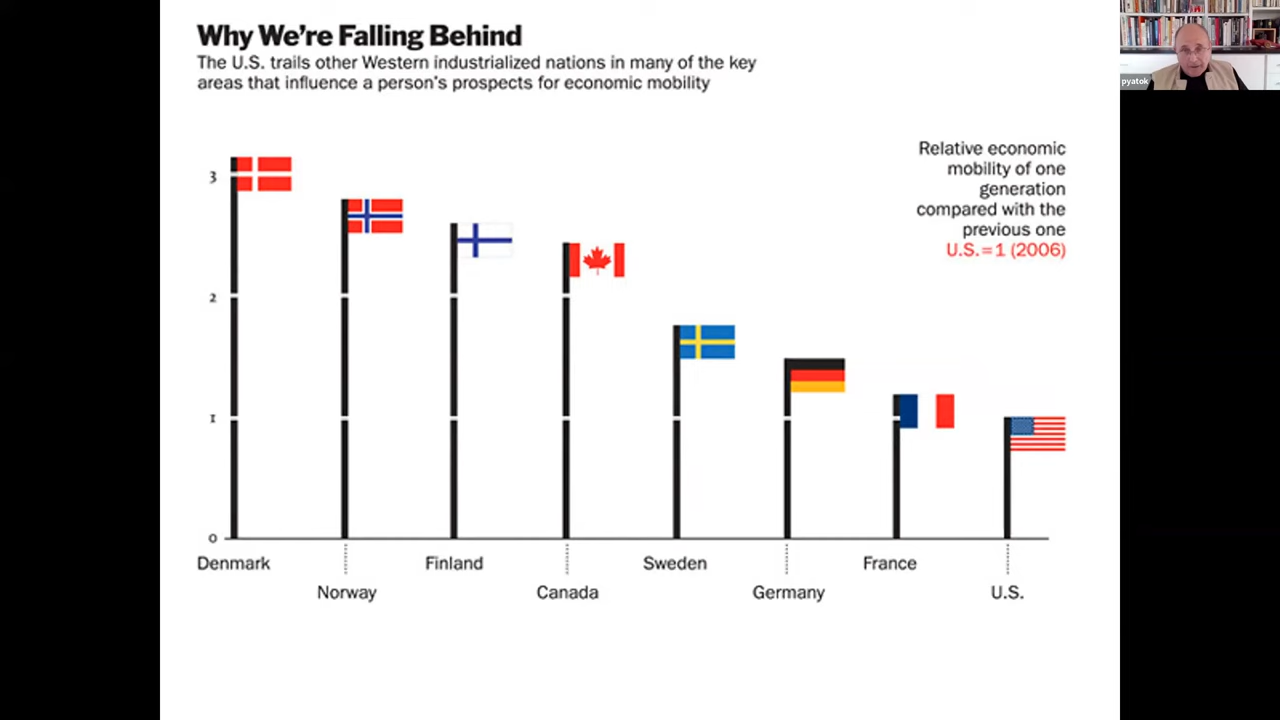 Why We're Falling Behind
The U.S. trails other Western industrialized nations in many of the key
areas that influence a person's prospects for economic mobility
Relative economic
mobility of one
generation
compared with the
previous one
U.S.=1 (2006)
3
2
1
0
Denmark
Norway
Finland
Canada
Sweden
Germany
France
U.S.
pyatok